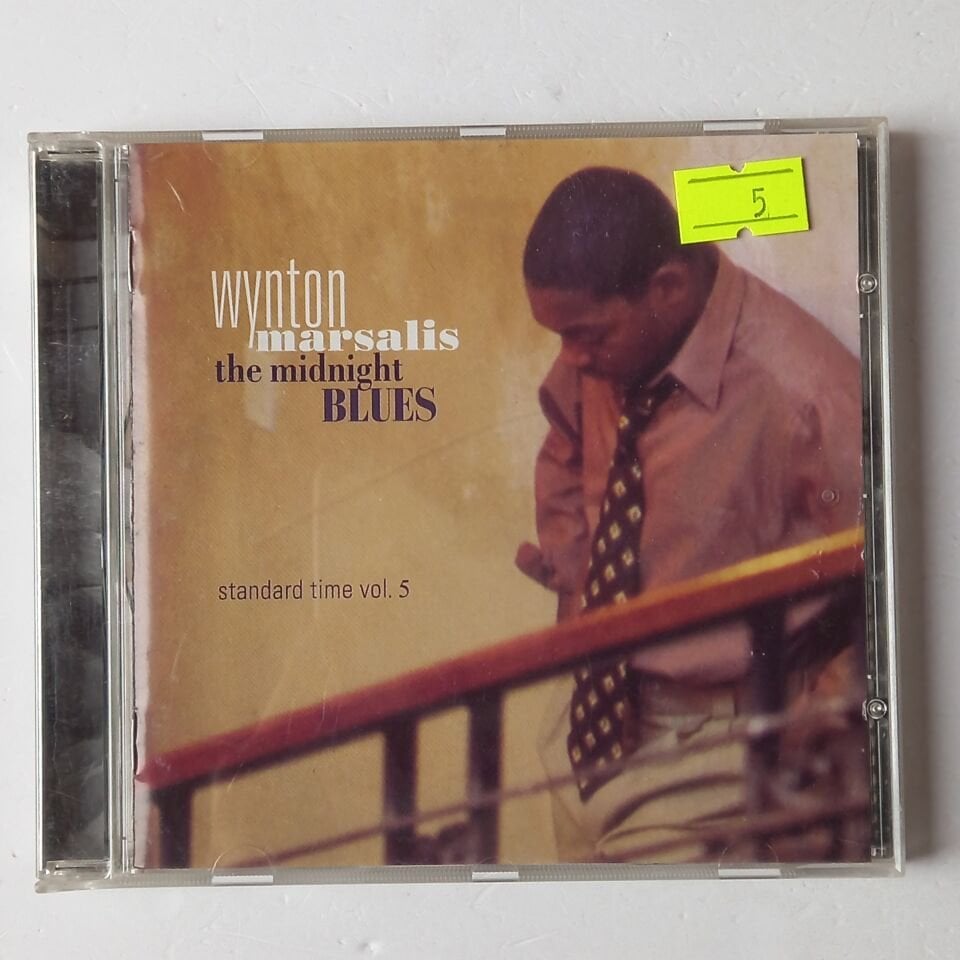 5
wynton
marsalis
the midnight
BLUES
standard time vol. 5